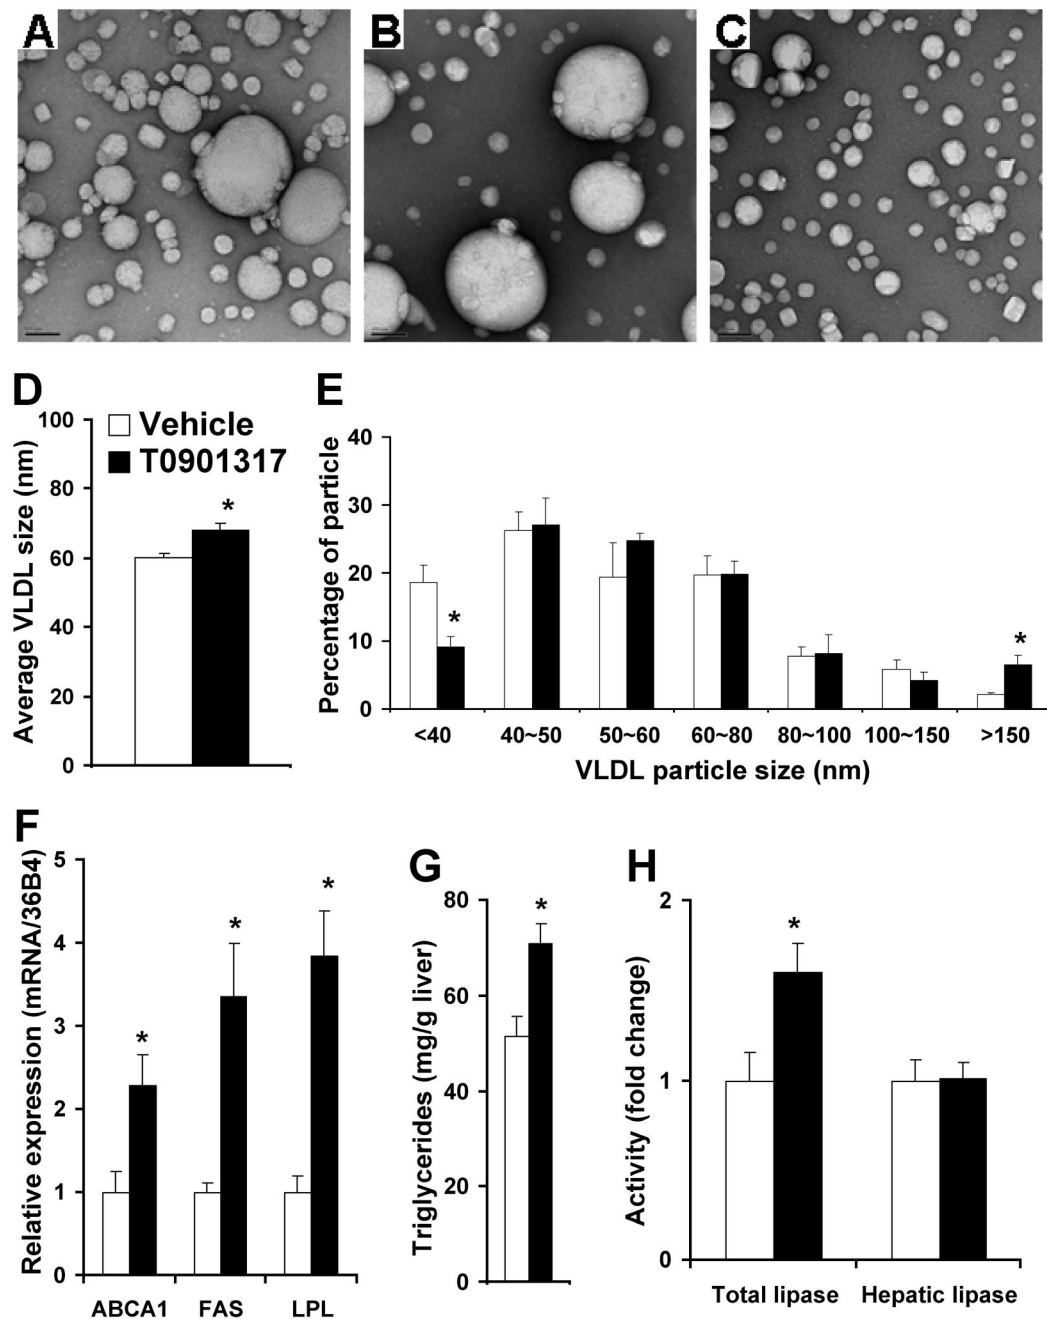 A
B
C
D
Average VLDL size (nm)
100
80
60
40
20
0
Vehicle
T0901317
*
E
Percentage of particle
40
30
20
10
0
*
*
<40 40~50 50~60 60~80 80~100 100~150 >150
VLDL particle size (nm)
F
Relative expression (mRNA/36B4)
5
4
3
2
1
0
*
*
*
ABCA1 FAS LPL
G
Triglycerides (mg/g liver)
80
60
40
20
0
*
H
Activity (fold change)
2
1
0
*
Total lipase Hepatic lipase